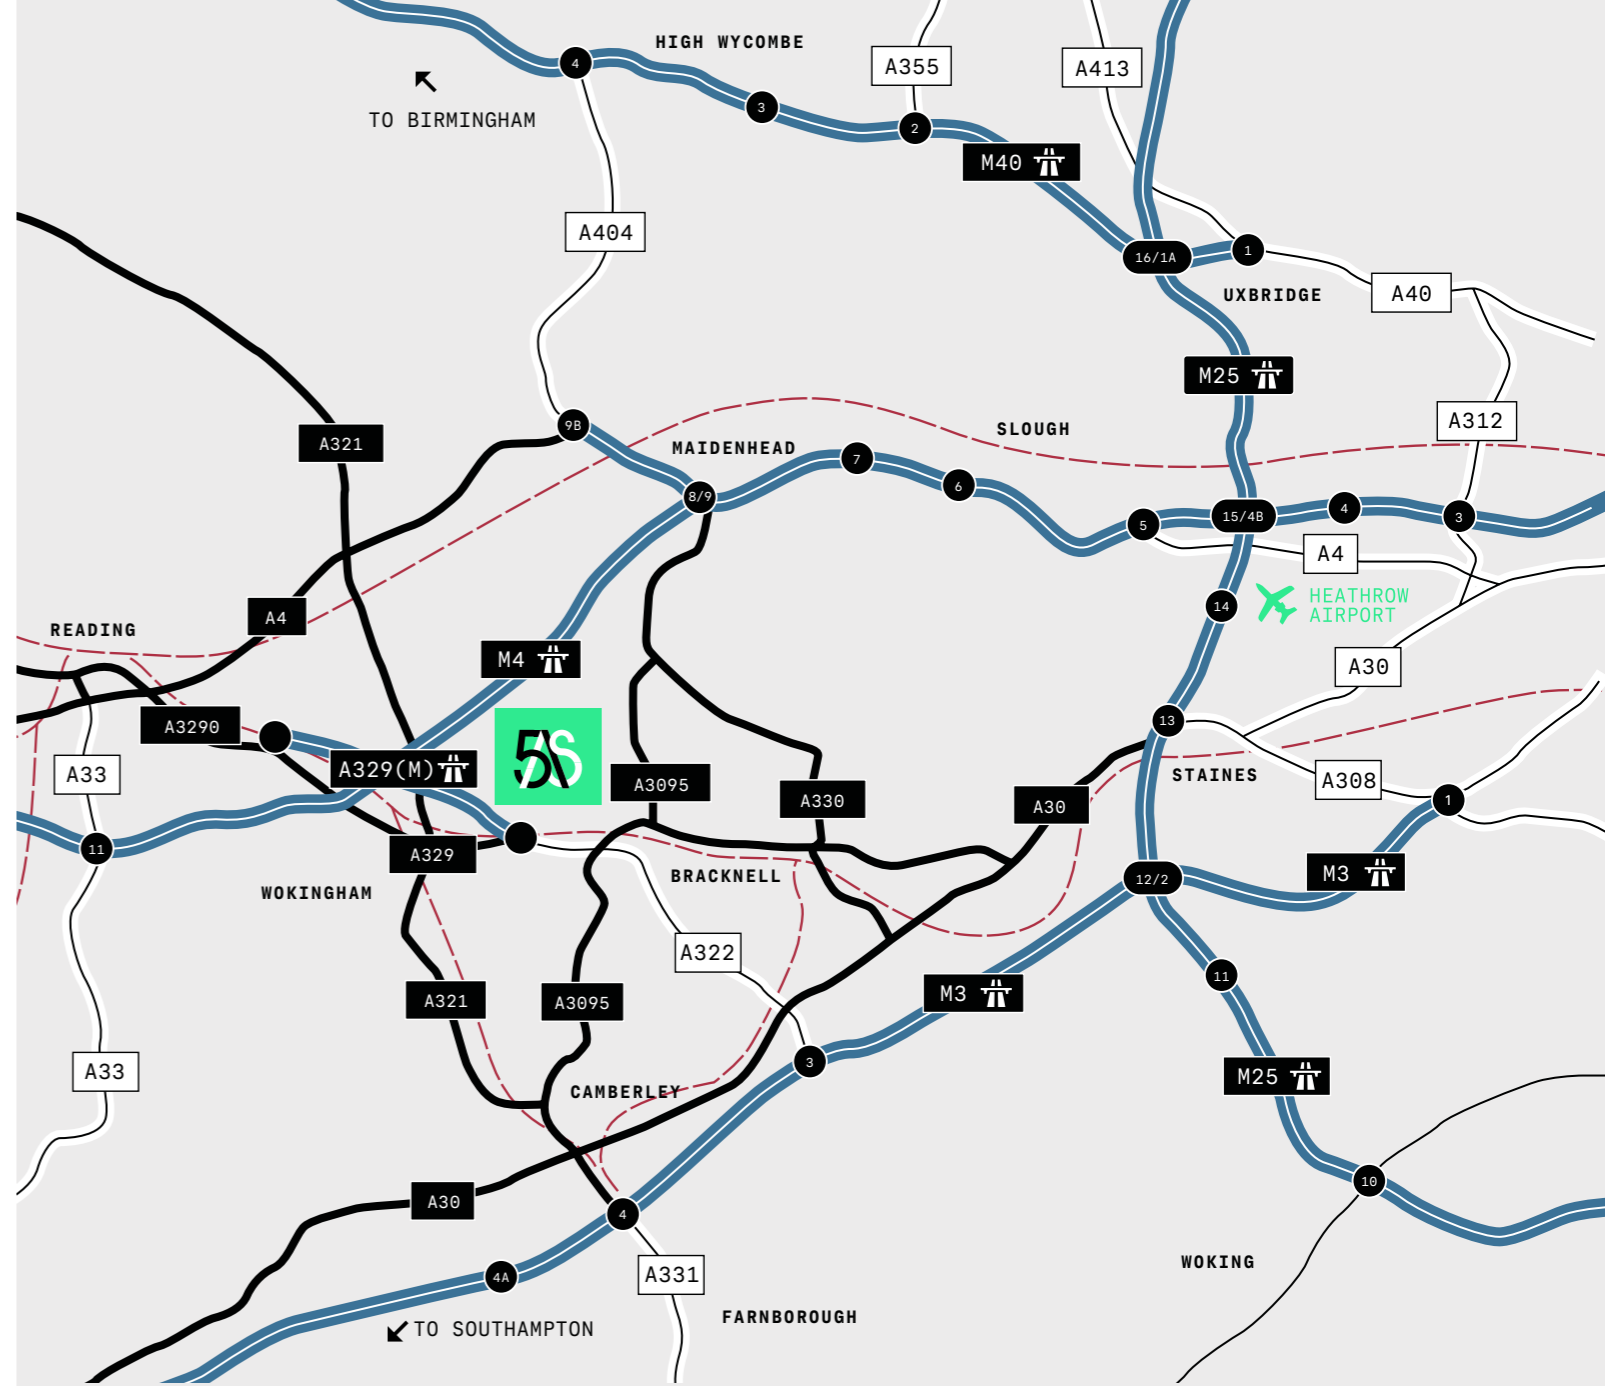 HIGH WYCOMBE
A355
A413
4
TO BIRMINGHAM
3
2
M40
A404
16/1A
1
UXBRIDGE
A40
M25
A321
9B
MAIDENHEAD
SLOUGH
A312
7
6
8/9
5
15/4B
4
3
A4
A4
READING
14
HEATHROW
AIRPORT
M4
A30
A3290
13
A33
A329(M)
5/S
A3095
A330
A30
STAINES
A308
1
11
A329
WOKINGHAM
BRACKNELL
12/2
M3
A322
11
A321
A3095
M3
A33
3
CAMBERLEY
M25
10
A30
4
4A
A331
WOKING
TO SOUTHAMPTON
FARNBOROUGH